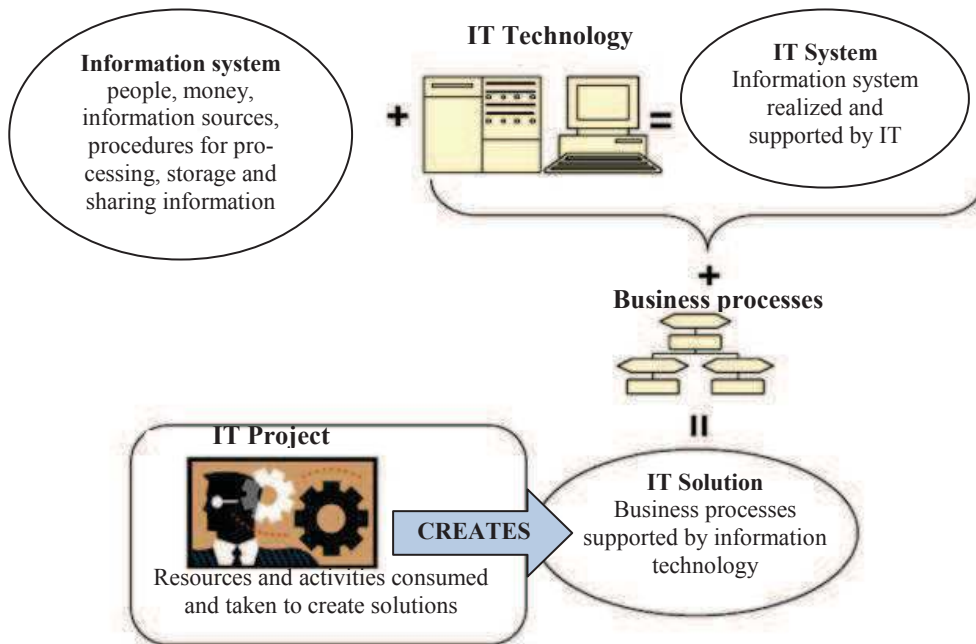 Information system
people, money,
information sources,
procedures for pro-
cessing, storage and
sharing information
+
IT Technology
=
IT System
Information system
realized and
supported by IT
+
Business processes
=
IT Project
Resources and activities consumed
and taken to create solutions
CREATES
IT Solution
Business processes
supported by information
technology